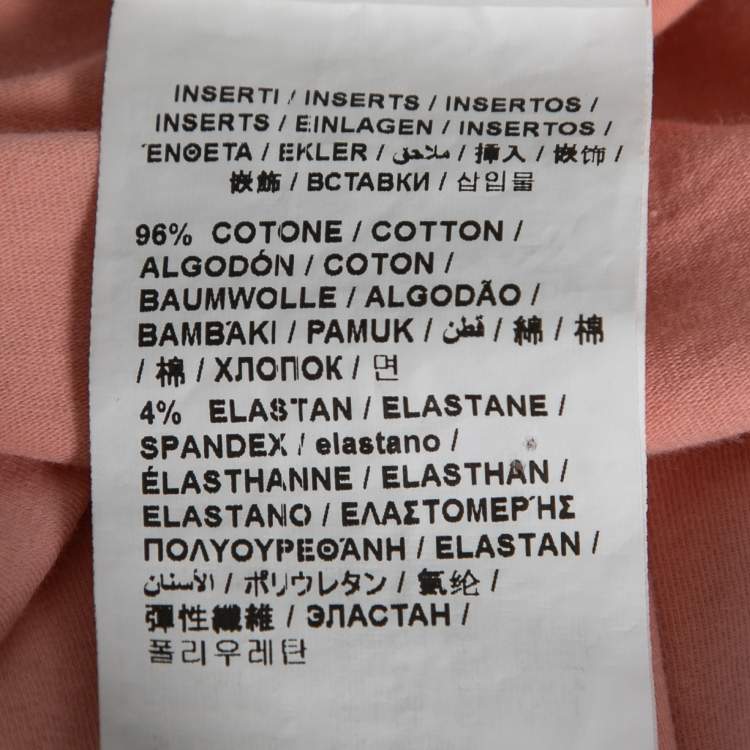 INSERTI / INSERTS / INSERTOS /
INSERTS / EINLAGEN / INSERTOS /
ΈΝΘΕΤΑ / EKLER / ملاحق / 挿入 / 嵌饰 /
嵌飾 / ВСТАВКИ / 삽입물
96% COTONE / COTTON /
ALGODÓN / COTON /
BAUMWOLLE / ALGODÃO /
ΒΑΜΒΆΚΙ / PAMUK / قطن / 綿 / 棉
/ 棉 / ХЛОПОК / 면
4% ELASTAN / ELASTANE /
SPANDEX / elastano /
ÉLASTHANNE / ELASTHAN /
ELASTANO / ΕΛΑΣΤΟΜΕΡΉΣ
ΠΟΛΥΟΥΡΕΘΆΝΗ / ELASTAN /
الأسنان / ポリウレタン / 氨纶 /
彈性纖維 / ЭЛАСТАН /
폴리우레탄